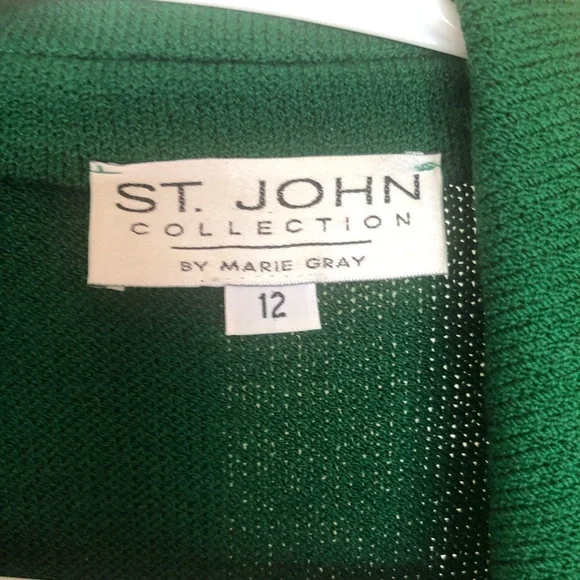 ST. JOHN
COLLECTION
BY MARIE GRAY
12